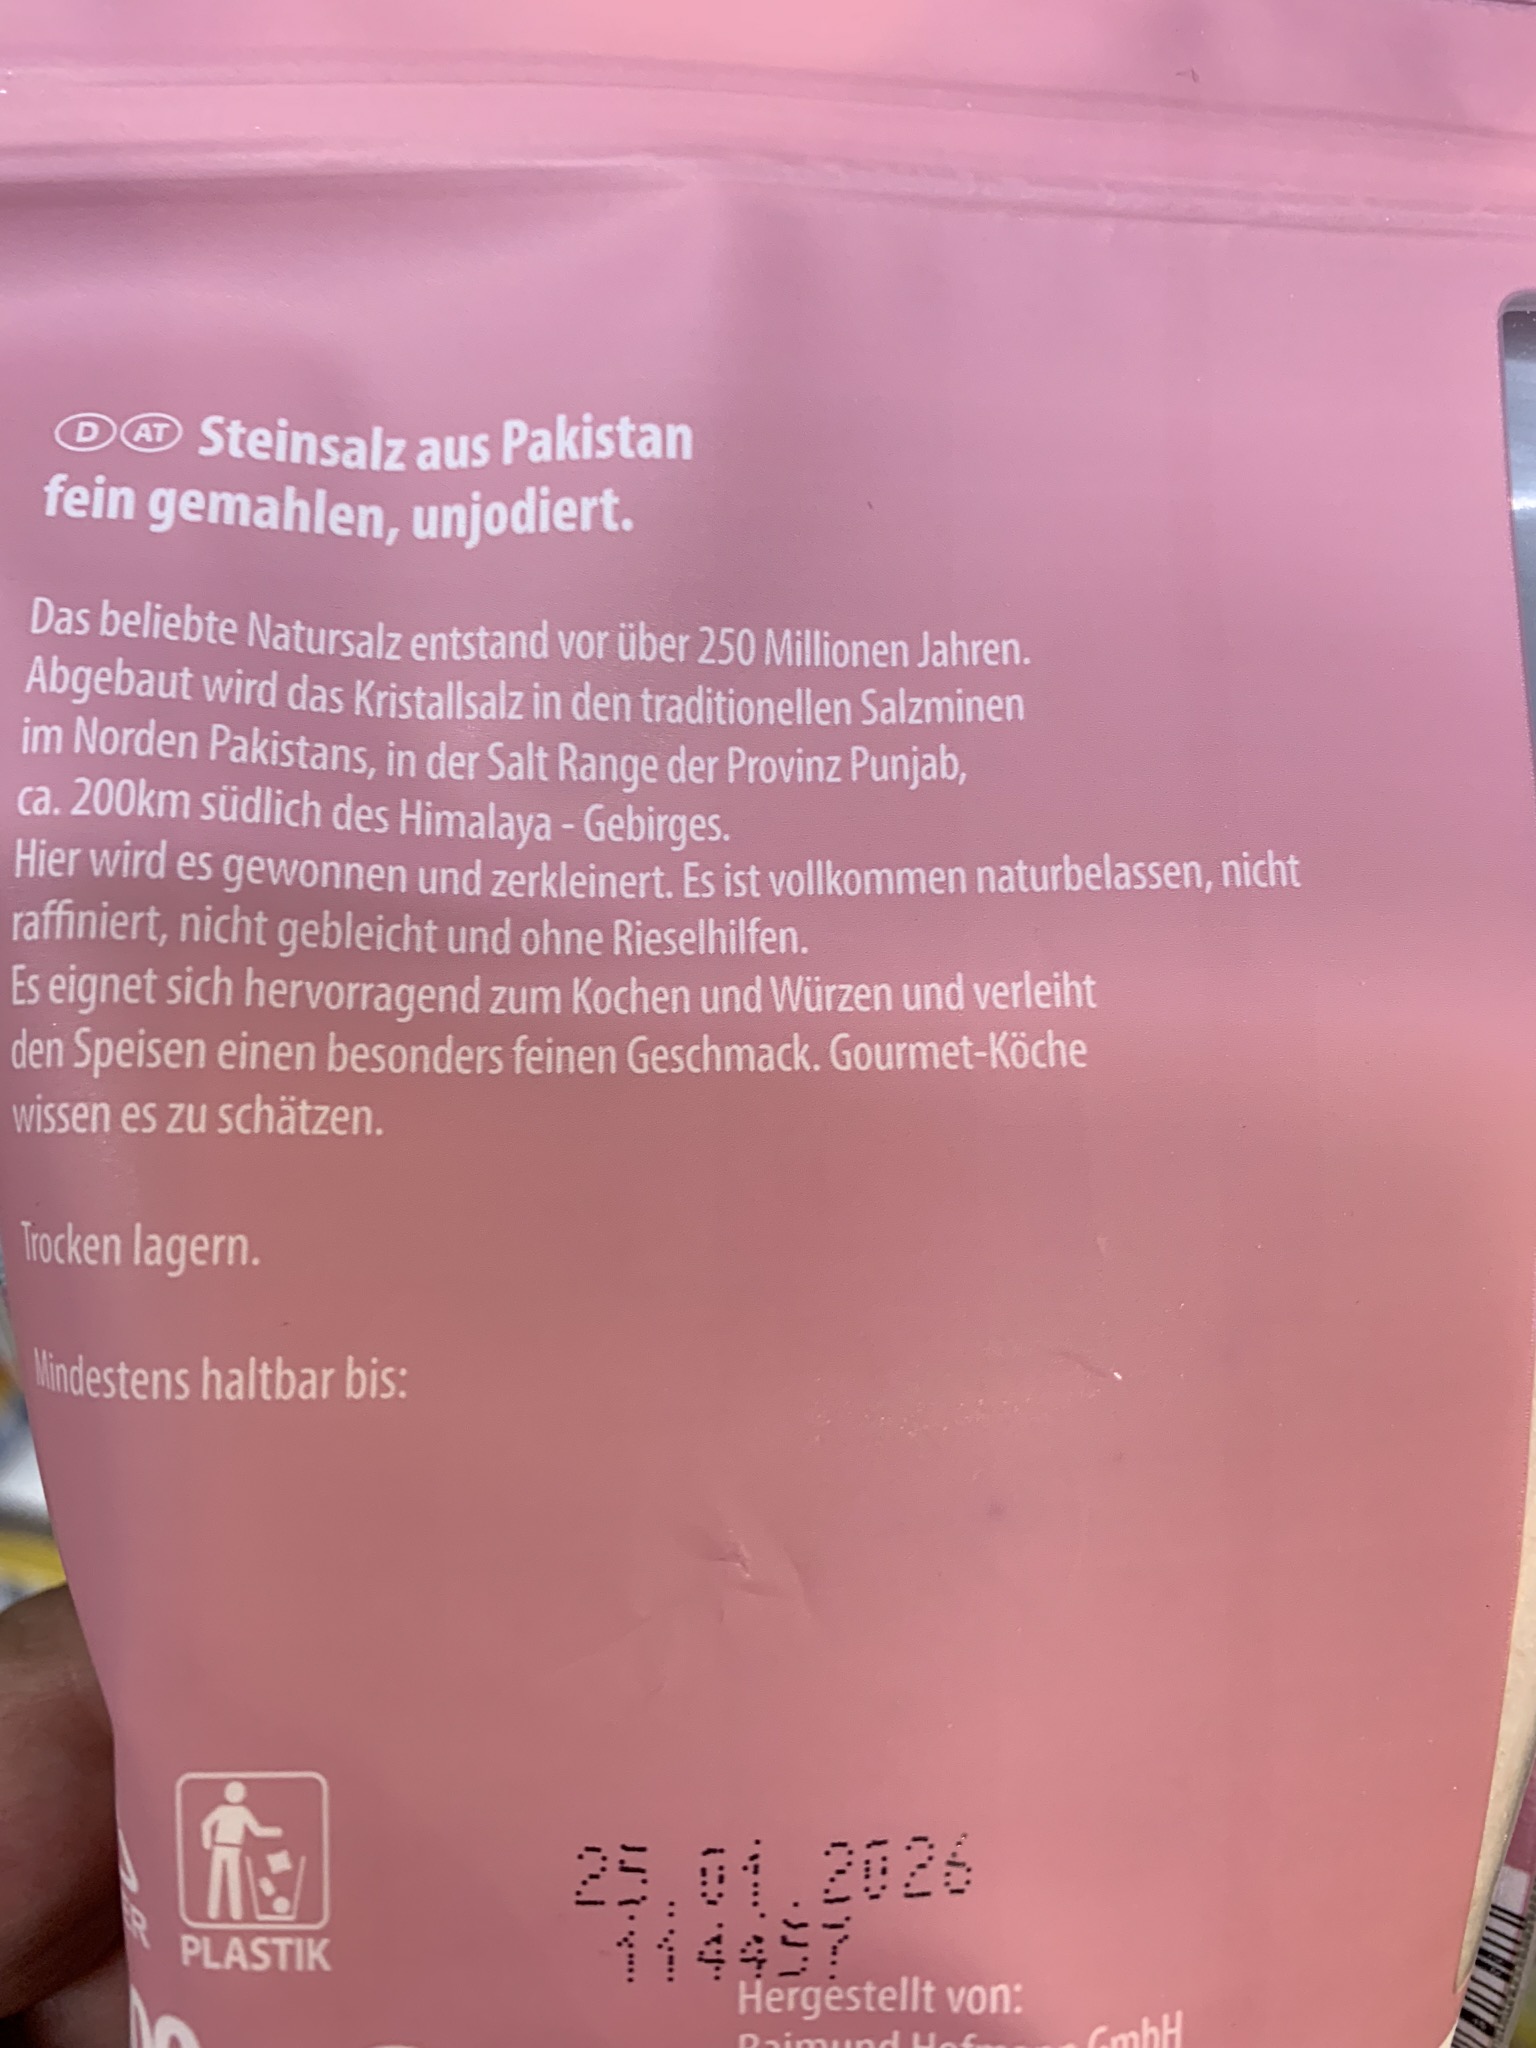 D AT Steinsalz aus Pakistan
fein gemahlen, unjodiert.
Das beliebte Natursalz entstand vor über 250 Millionen Jahren.
Abgebaut wird das Kristallsalz in den traditionellen Salzminen
im Norden Pakistans, in der Salt Range der Provinz Punjab,
ca. 200km südlich des Himalaya - Gebirges.
Hier wird es gewonnen und zerkleinert. Es ist vollkommen naturbelassen, nicht
raffiniert, nicht gebleicht und ohne Rieselhilfen.
Es eignet sich hervorragend zum Kochen und Würzen und verleiht
den Speisen einen besonders feinen Geschmack. Gourmet-Köche
wissen es zu schätzen.
Trocken lagern.
Mindestens haltbar bis:
25.01.2026
114457
PLASTIK
Hergestellt von:
Raimund GmbH